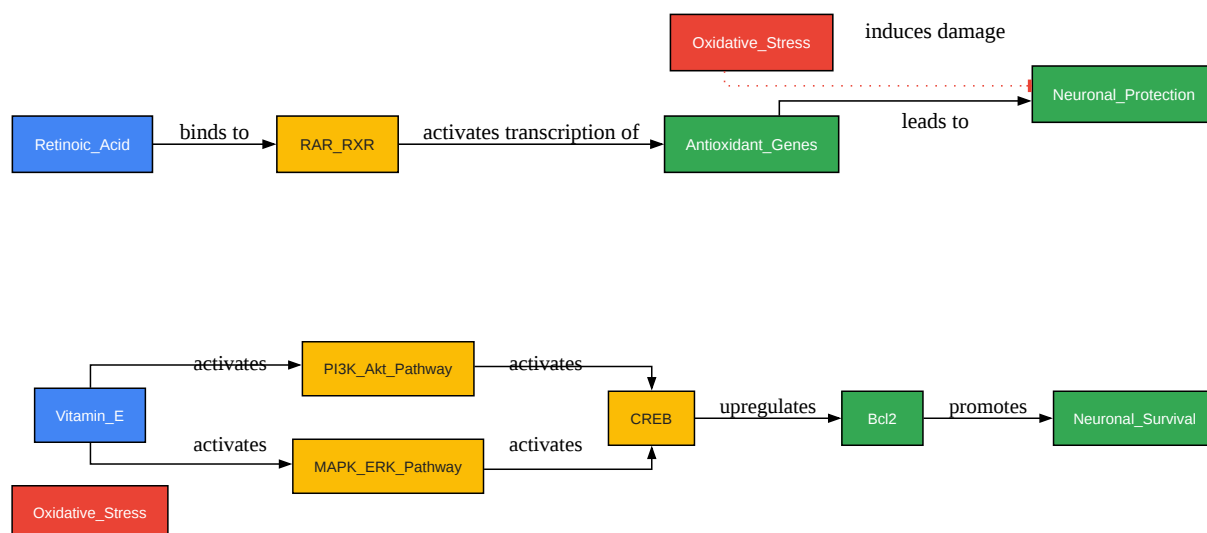 Oxidative_Stress
induces damage
Neuronal_Protection
leads to
Retinoic_Acid
binds to
RAR_RXR
activates transcription of
Antioxidant_Genes
activates
PI3K_Akt_Pathway
activates
Vitamin_E
CREB
upregulates
Bcl2
promotes
Neuronal_Survival
activates
MAPK_ERK_Pathway
activates
Oxidative_Stress